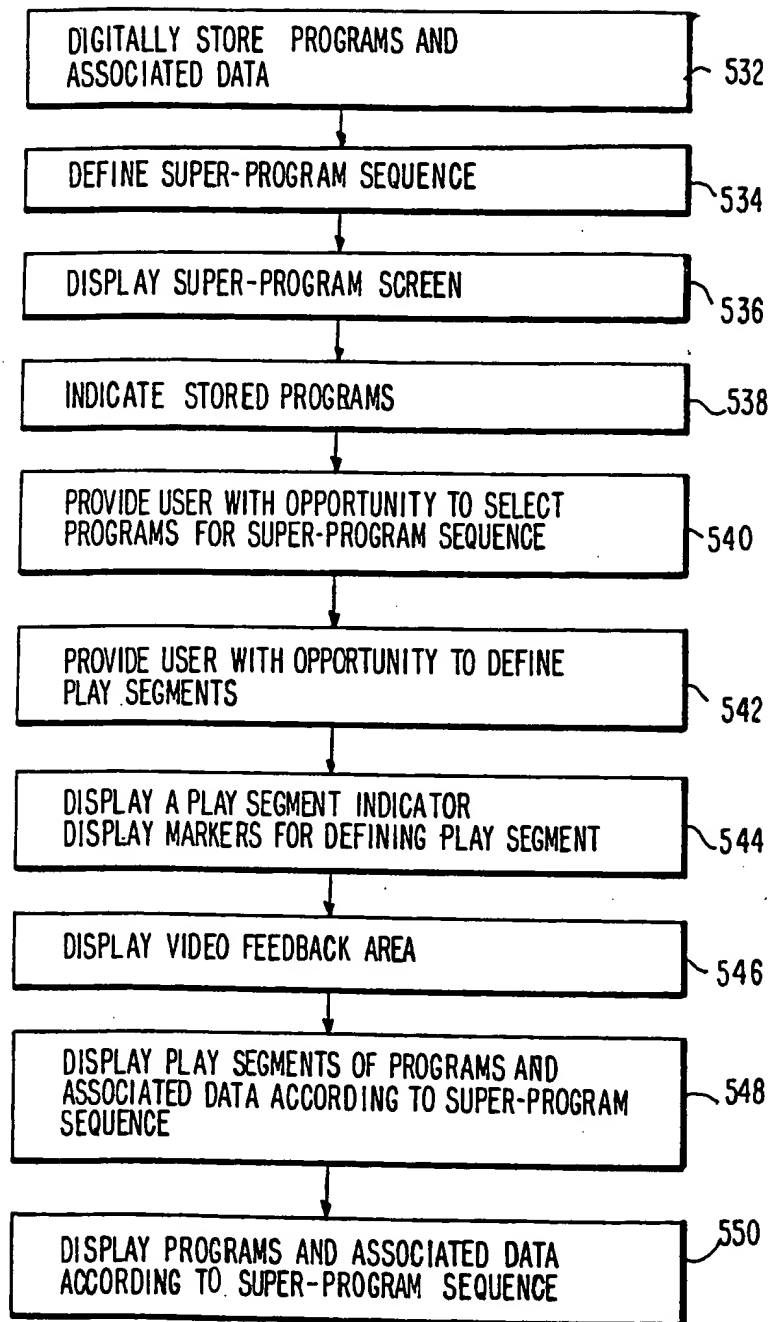 DIGITALLY STORE PROGRAMS AND
ASSOCIATED DATA
532
DEFINE SUPER-PROGRAM SEQUENCE
534
DISPLAY SUPER-PROGRAM SCREEN
536
INDICATE STORED PROGRAMS
538
PROVIDE USER WITH OPPORTUNITY TO SELECT
PROGRAMS FOR SUPER-PROGRAM SEQUENCE
540
PROVIDE USER WITH OPPORTUNITY TO DEFINE
PLAY SEGMENTS
542
DISPLAY A PLAY SEGMENT INDICATOR
DISPLAY MARKERS FOR DEFINING PLAY SEGMENT
544
DISPLAY VIDEO FEEDBACK AREA
546
DISPLAY PLAY SEGMENTS OF PROGRAMS AND
ASSOCIATED DATA ACCORDING TO SUPER-PROGRAM
SEQUENCE
548
DISPLAY PROGRAMS AND ASSOCIATED DATA
ACCORDING TO SUPER-PROGRAM SEQUENCE
550